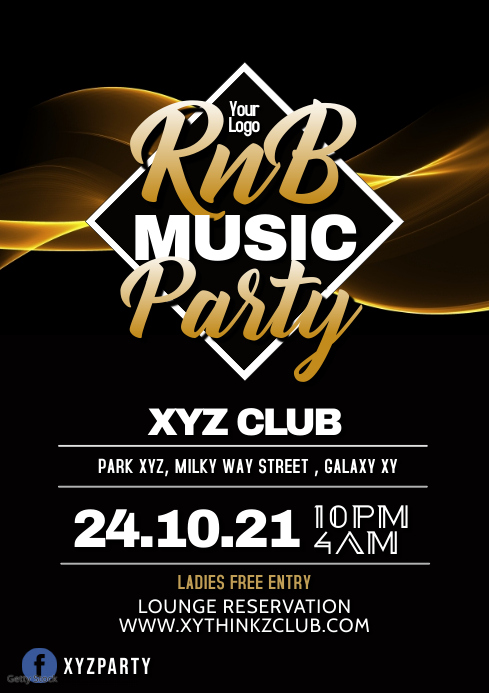 Your
Logo
RnB
MUSIC
Party
XYZ CLUB
PARK XYZ, MILKY WAY STREET , GALAXY XY
24.10.21 10PM
4AM
LADIES FREE ENTRY
LOUNGE RESERVATION
WWW.XYTHINKZCLUB.COM
f XYZPARTY